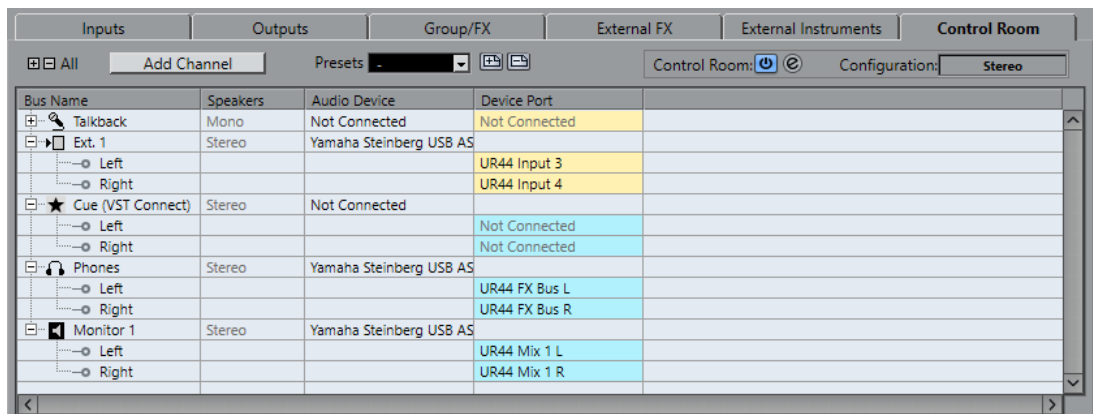 Inputs Outputs Group/FX External FX External Instruments Control Room
All Add Channel Presets - Control Room: Configuration: Stereo
Bus Name Speakers Audio Device Device Port
Talkback Mono Not Connected Not Connected
Ext. 1 Stereo Yamaha Steinberg USB AS
Left UR44 Input 3
Right UR44 Input 4
Cue (VST Connect) Stereo Not Connected
Left Not Connected
Right Not Connected
Phones Stereo Yamaha Steinberg USB AS
Left UR44 FX Bus L
Right UR44 FX Bus R
Monitor 1 Stereo Yamaha Steinberg USB AS
Left UR44 Mix 1 L
Right UR44 Mix 1 R